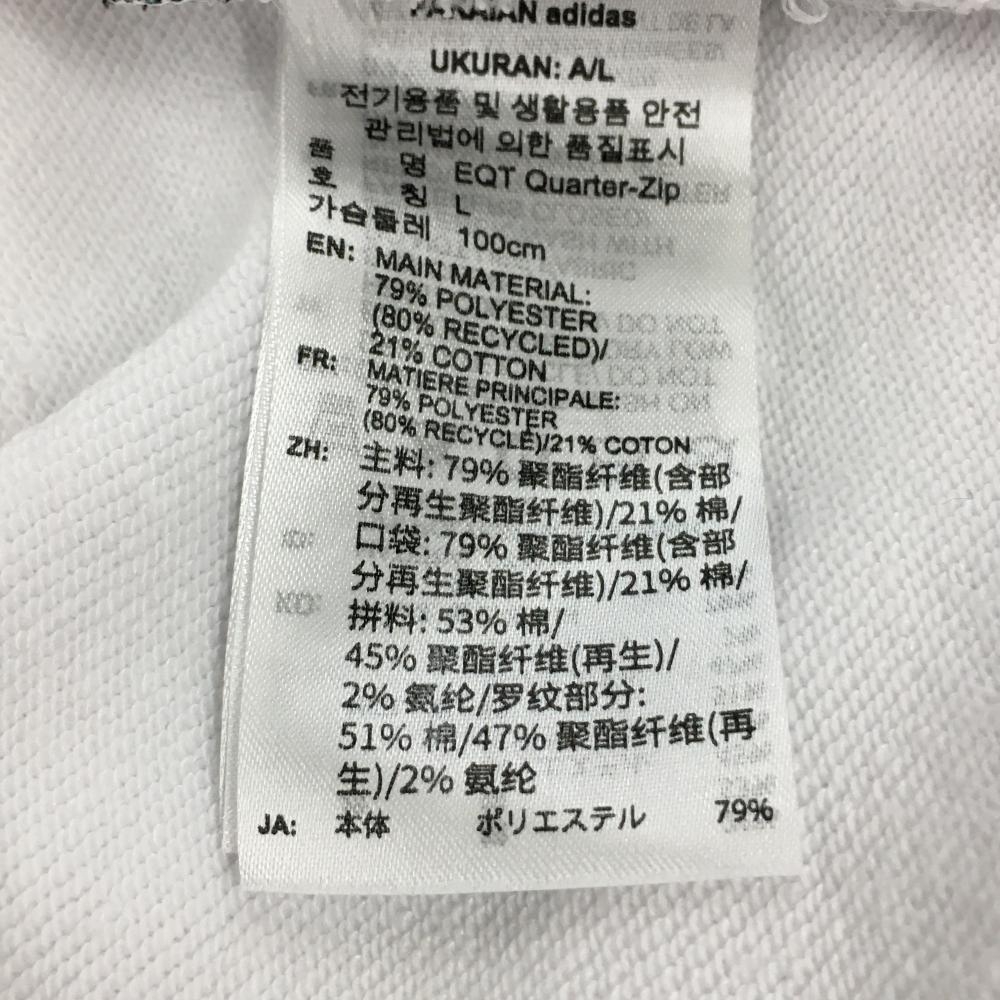 PAKAIAN adidas
UKURAN: A/L
전기용품 및 생활용품 안전
관리법에 의한 품질표시
품 명 EQT Quarter-Zip
호 칭 L
가슴둘레 100cm
EN: MAIN MATERIAL:
79% POLYESTER
(80% RECYCLED)/
21% COTTON
FR: MATIERE PRINCIPALE:
79% POLYESTER
(80% RECYCLÉ)/21% COTON
ZH: 主料: 79% 聚酯纤维(含部
分再生聚酯纤维)/21% 棉/
口袋: 79% 聚酯纤维(含部
分再生聚酯纤维)/21% 棉/
拼料: 53% 棉/
45% 聚酯纤维(再生)/
2% 氨纶/罗纹部分:
51% 棉/47% 聚酯纤维(再
生)/2% 氨纶
JA: 本体 ポリエステル 79%